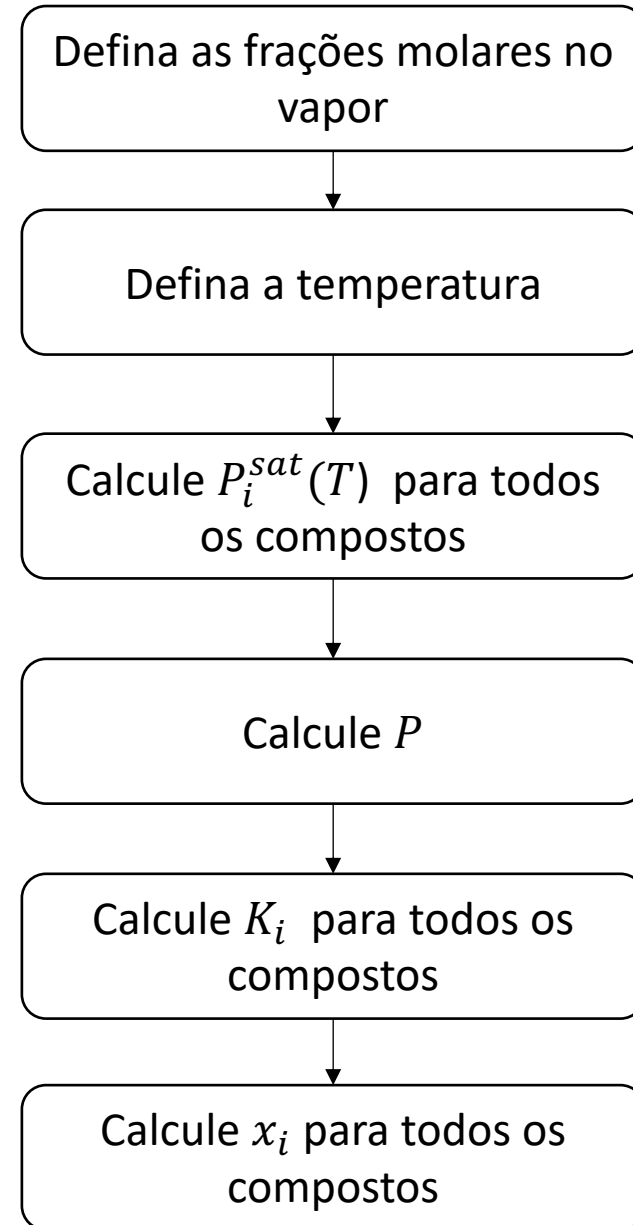 Defina as frações molares no
vapor
Defina a temperatura
Calcule $P_i^{sat}(T)$ para todos
os compostos
Calcule $P$
Calcule $K_i$ para todos os
compostos
Calcule $x_i$ para todos os
compostos